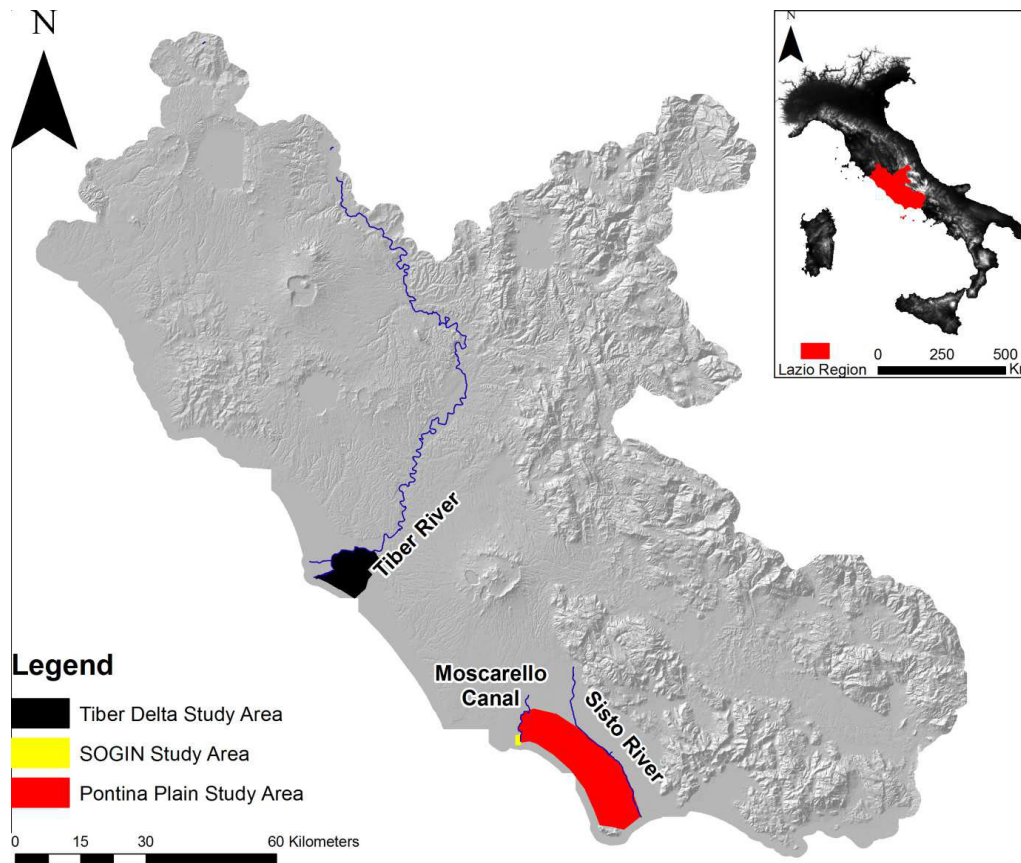 N
N
Lazio Region
0 250 500
Km
Tiber River
Moscarello
Canal
Sisto River
Legend
Tiber Delta Study Area
SOGIN Study Area
Pontina Plain Study Area
0 15 30 60 Kilometers